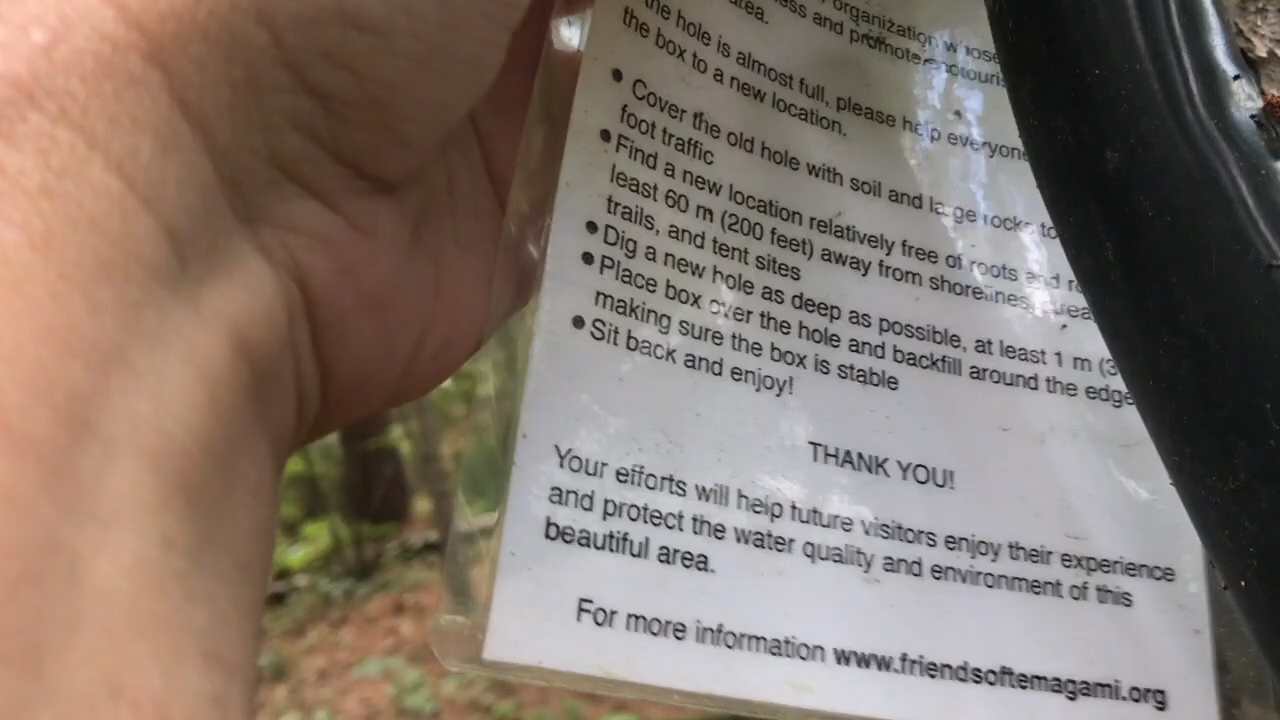 organization whose
ess and promote ecotouris
area.
the hole is almost full, please help everyone
the box to a new location.
• Cover the old hole with soil and large rocks to
foot traffic
• Find a new location relatively free of roots and ro
least 60 m (200 feet) away from shorelines,
trails, and tent sites
• Dig a new hole as deep as possible, at least 1 m (3
• Place box over the hole and backfill around the edge
making sure the box is stable
• Sit back and enjoy!
THANK YOU!
Your efforts will help future visitors enjoy their experience
and protect the water quality and environment of this
beautiful area.
For more information www.friendsoftemagami.org